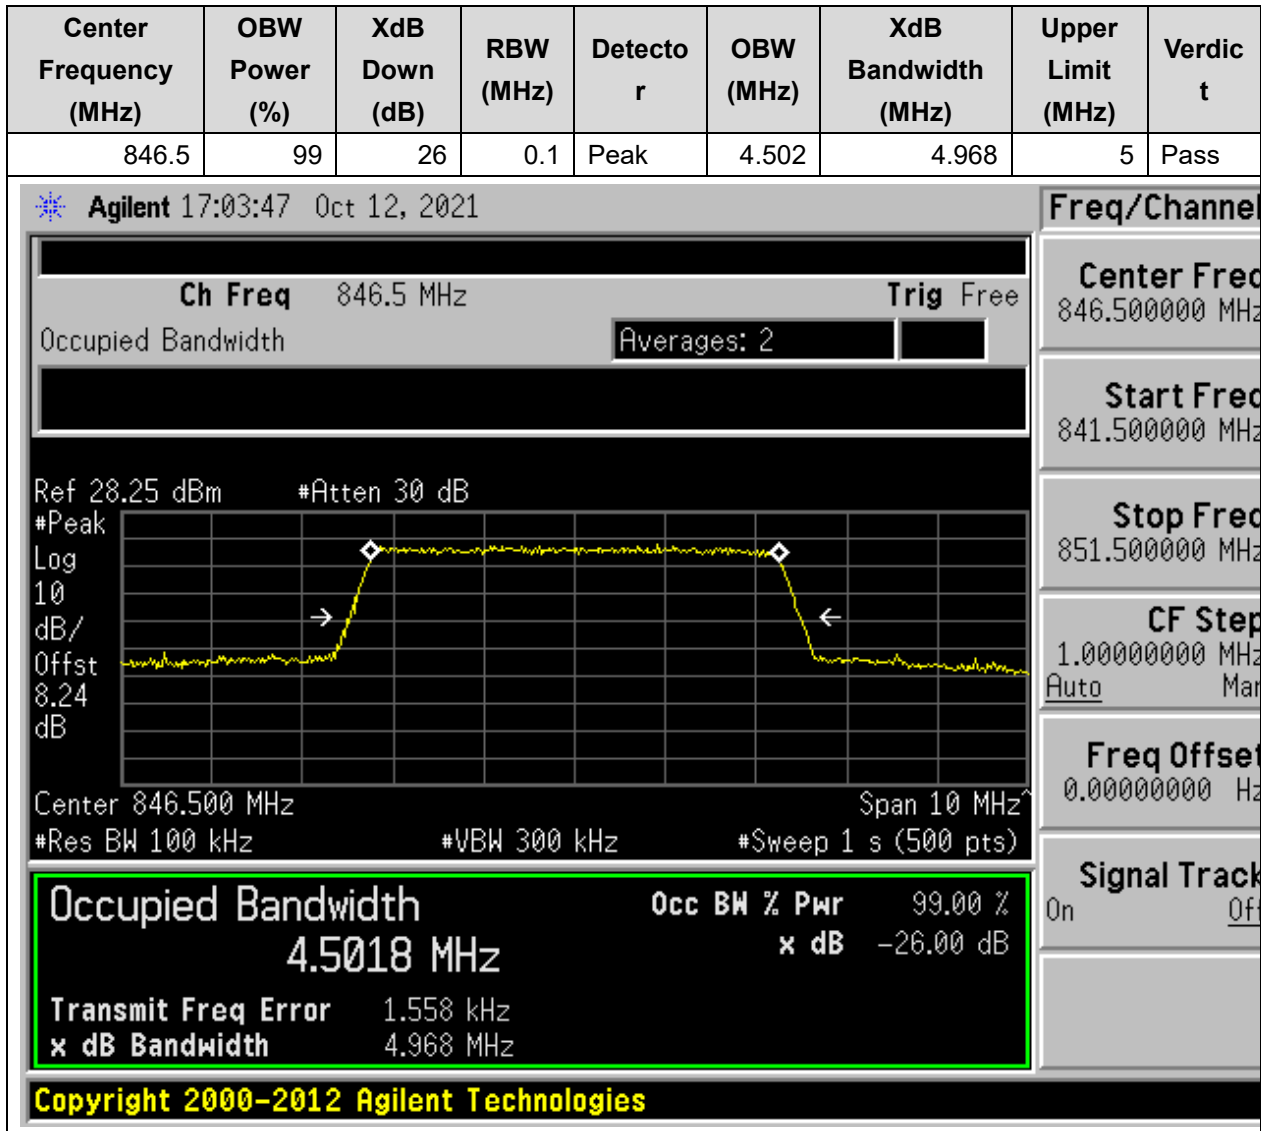 Center Frequency (MHz) OBW Power (%) XdB Down (dB) RBW (MHz) Detector OBW (MHz) XdB Bandwidth (MHz) Upper Limit (MHz) Verdict
846.5 99 26 0.1 Peak 4.502 4.968 5 Pass
Agilent 17:03:47 Oct 12, 2021
Freq/Channel
Ch Freq 846.5 MHz Trig Free
Occupied Bandwidth Averages: 2
Center Freq
846.500000 MHz
Start Freq
841.500000 MHz
Stop Freq
851.500000 MHz
CF Step
1.00000000 MHz
Auto Man
Freq Offset
0.00000000 Hz
Signal Track
On Off
Ref 28.25 dBm #Atten 30 dB
#Peak
Log
10
dB/
Offst
8.24
dB
Center 846.500 MHz Span 10 MHz^
#Res BW 100 kHz #VBW 300 kHz #Sweep 1 s (500 pts)
Occupied Bandwidth Occ BW % Pwr 99.00 %
4.5018 MHz x dB -26.00 dB
Transmit Freq Error 1.558 kHz
x dB Bandwidth 4.968 MHz
Copyright 2000-2012 Agilent Technologies